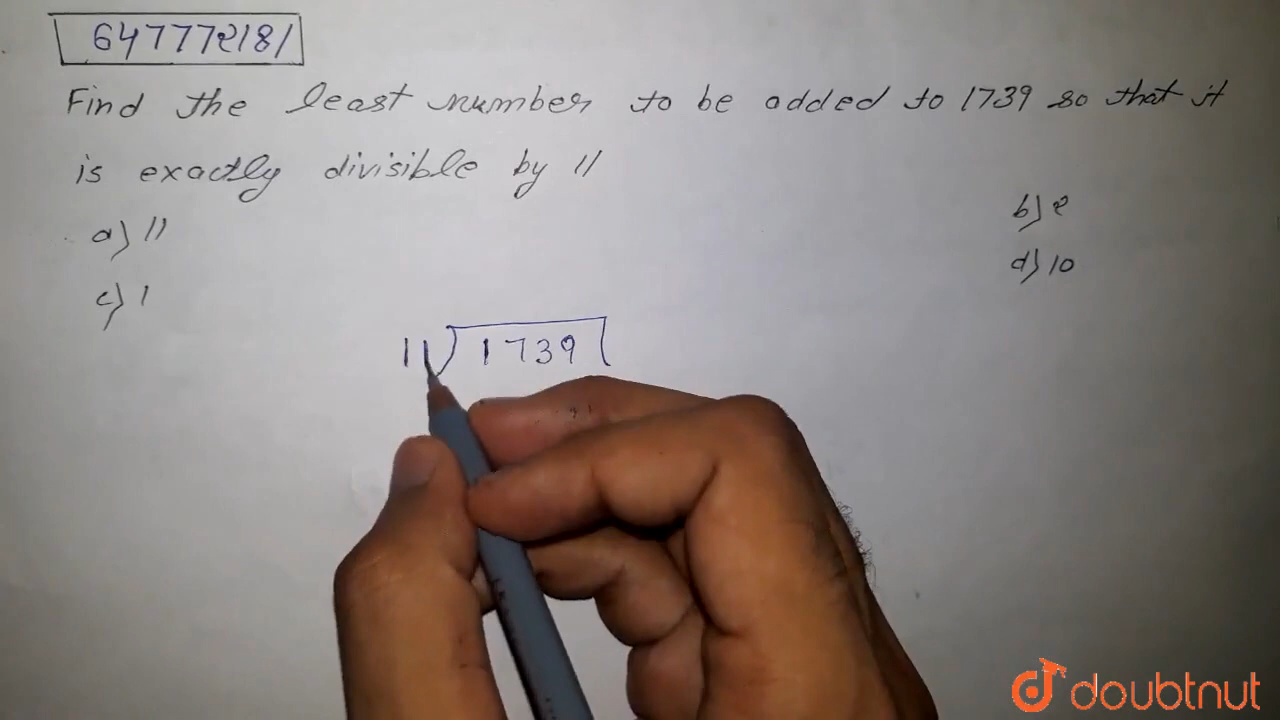 647772181
Find the least number to be added to 1739 so that it
is exactly divisible by 11
a) 11
b) 2
c) 1
d) 10
11 ) 1739
doubtnut